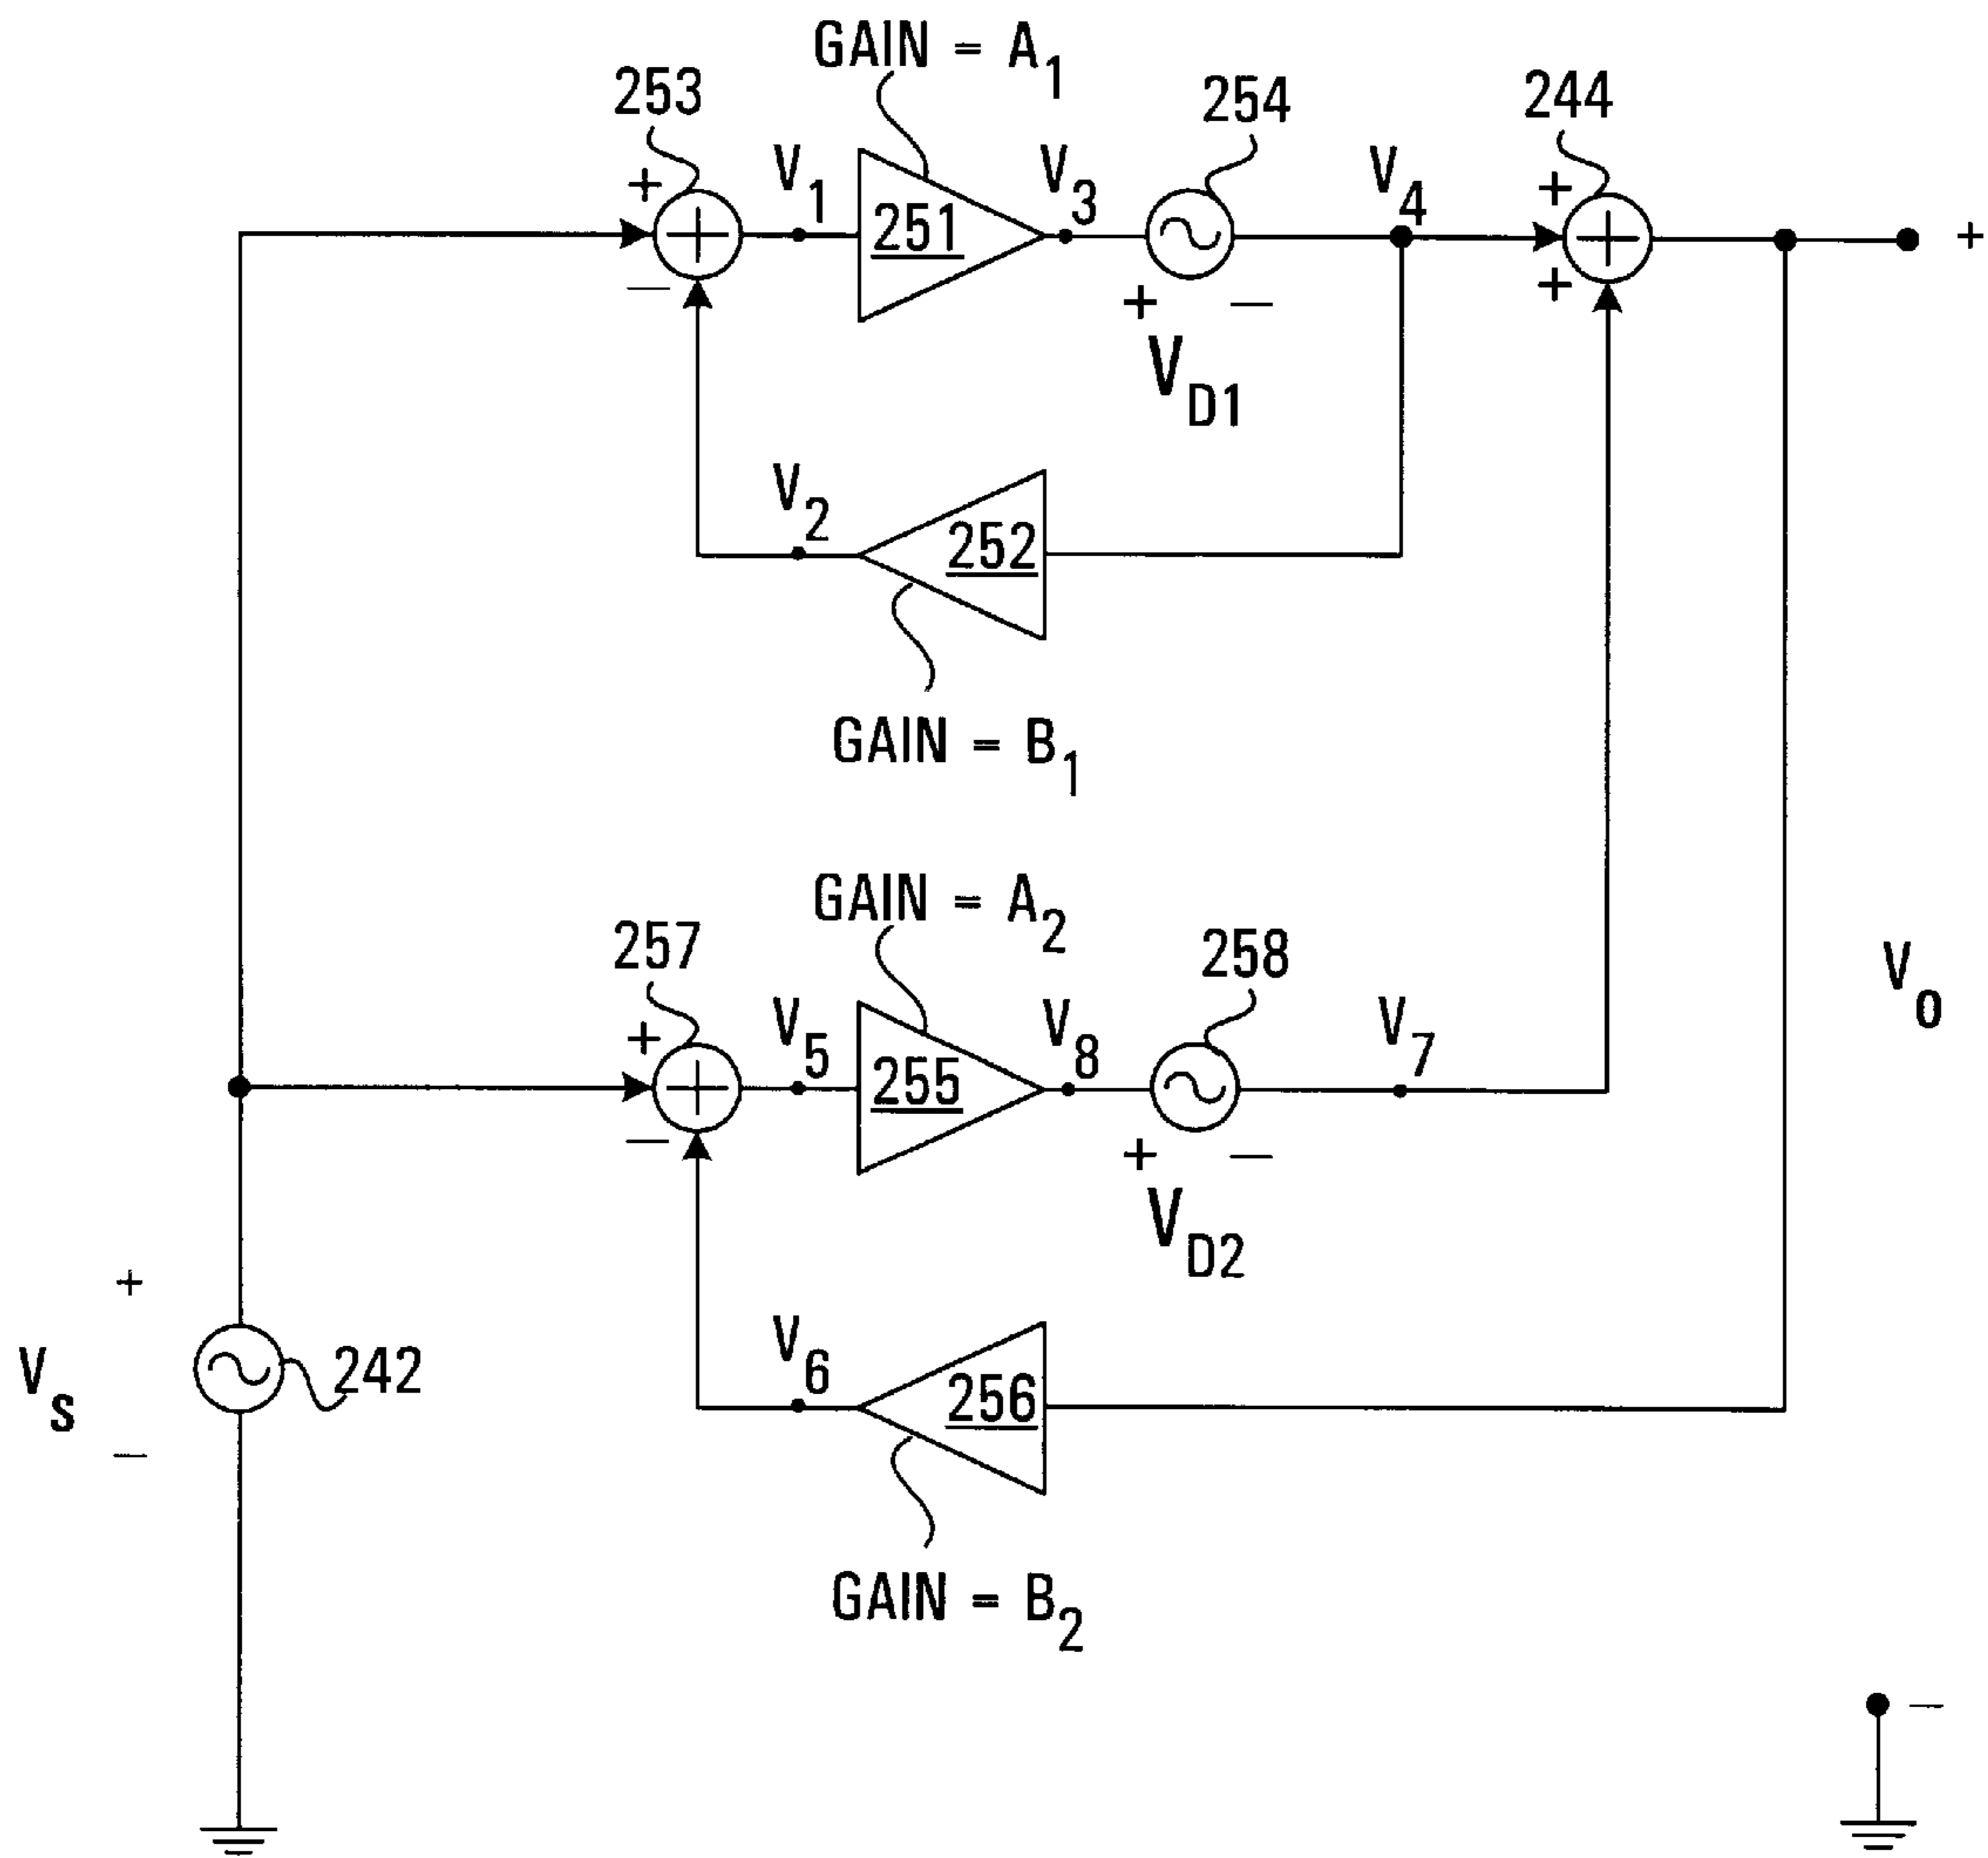 GAIN = A1
253
254
244
+
V1
V3
V4
+
251
+
−
+
−
+
VD1
V2
252
GAIN = B1
GAIN = A2
257
258
V5
V8
V7
Vo
+
255
−
+
−
VD2
+
V6
Vs
242
256
−
GAIN = B2
−